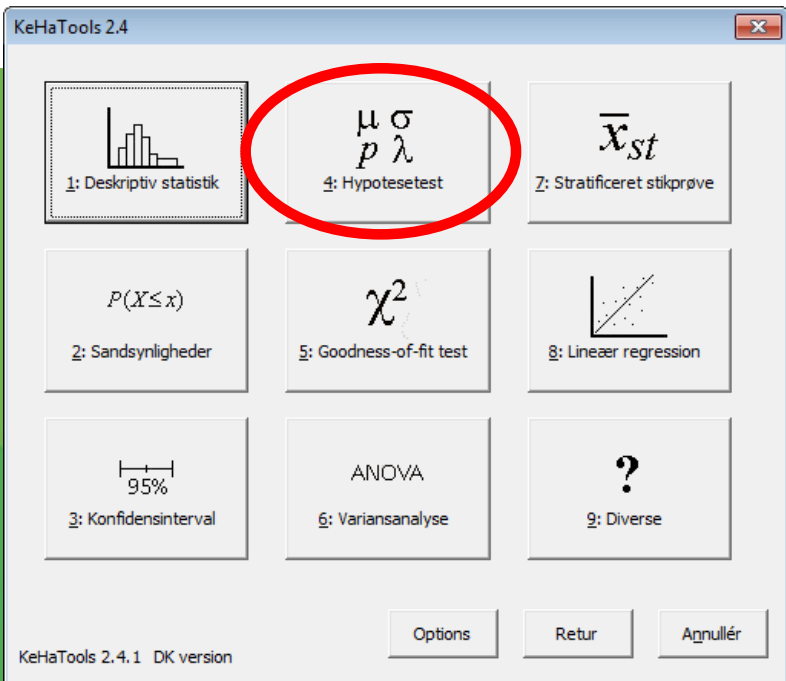 KeHaTools 2.4
1: Deskriptiv statistik
μ σ
p λ
4: Hypotesetest
x̅st
7: Stratificeret stikprøve
P(X≤x)
2: Sandsynligheder
χ²
5: Goodness-of-fit test
8: Lineær regression
95%
3: Konfidensinterval
ANOVA
6: Variansanalyse
?
9: Diverse
Options
Retur
Annullér
KeHaTools 2.4.1 DK version